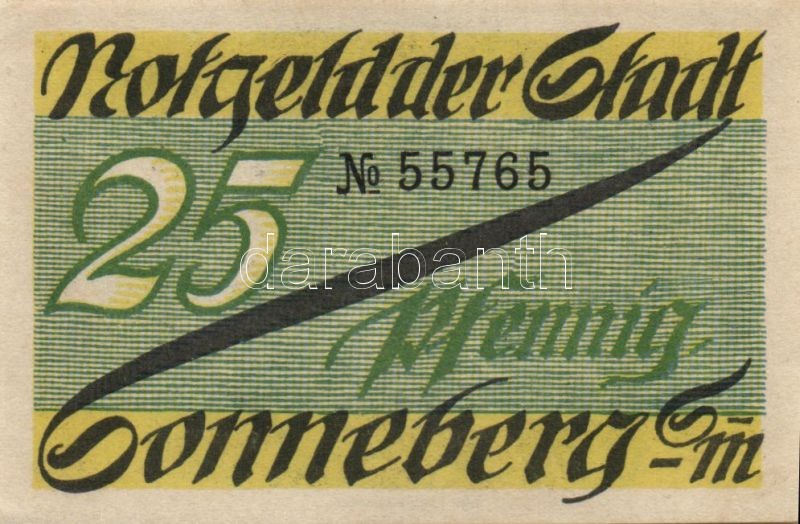 Notgeld der Stadt
25 No 55765
darabanth
Pfennig
Sonneberg S-m